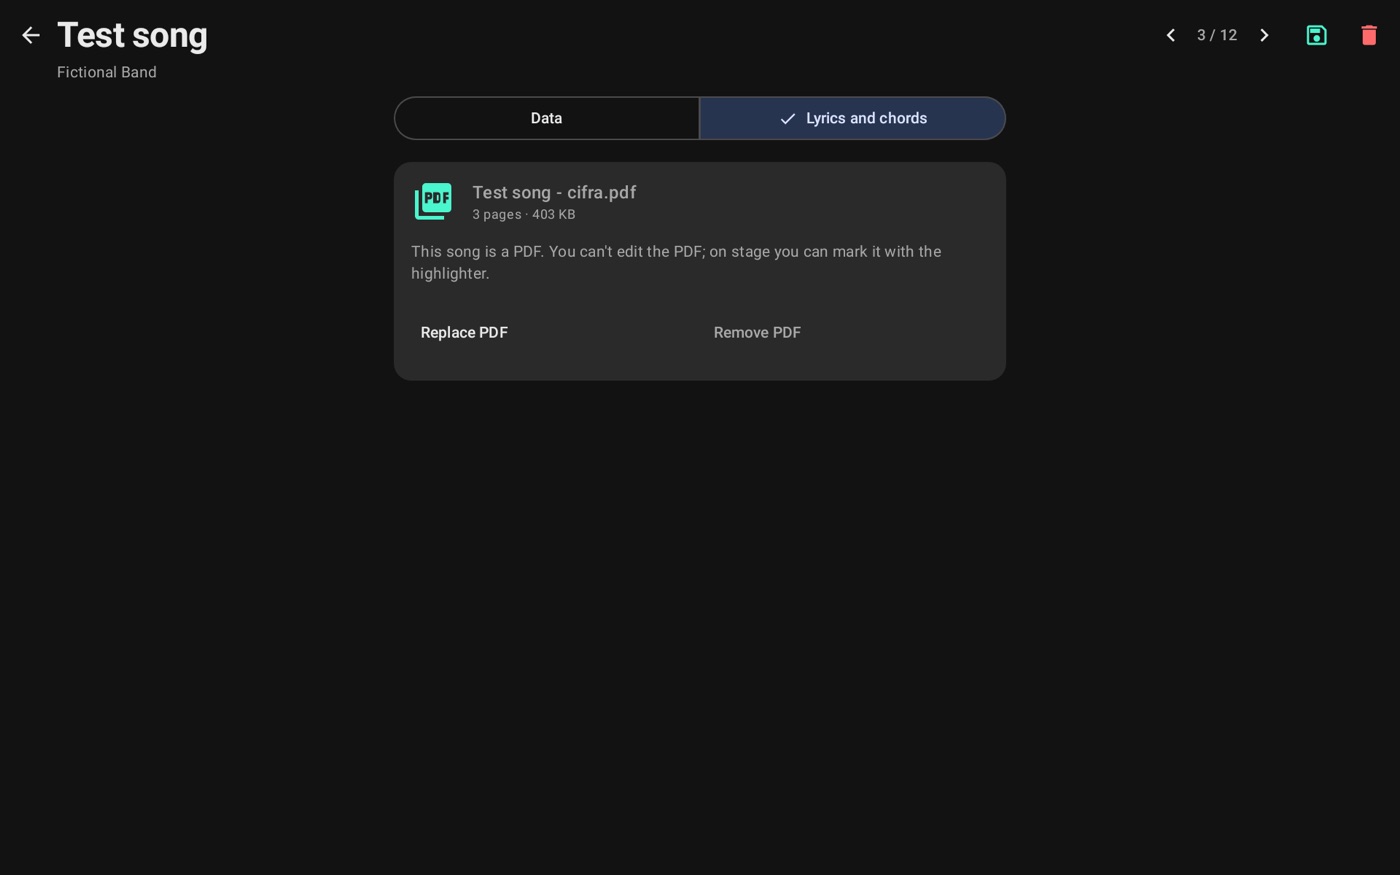 Test song
3 / 12
Fictional Band
Data
Lyrics and chords
PDF
Test song - cifra.pdf
3 pages · 403 KB
This song is a PDF. You can't edit the PDF; on stage you can mark it with the
highlighter.
Replace PDF
Remove PDF